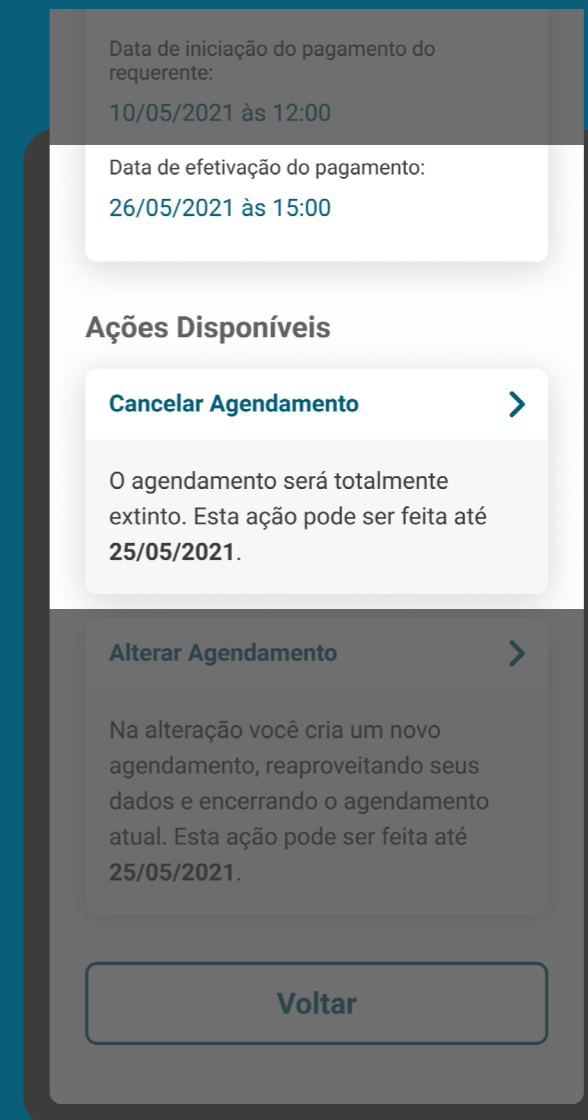 Data de iniciação do pagamento do
requerente:
10/05/2021 às 12:00
Data de efetivação do pagamento:
26/05/2021 às 15:00
Ações Disponíveis
Cancelar Agendamento
O agendamento será totalmente
extinto. Esta ação pode ser feita até
25/05/2021.
Alterar Agendamento
Na alteração você cria um novo
agendamento, reaproveitando seus
dados e encerrando o agendamento
atual. Esta ação pode ser feita até
25/05/2021.
Voltar